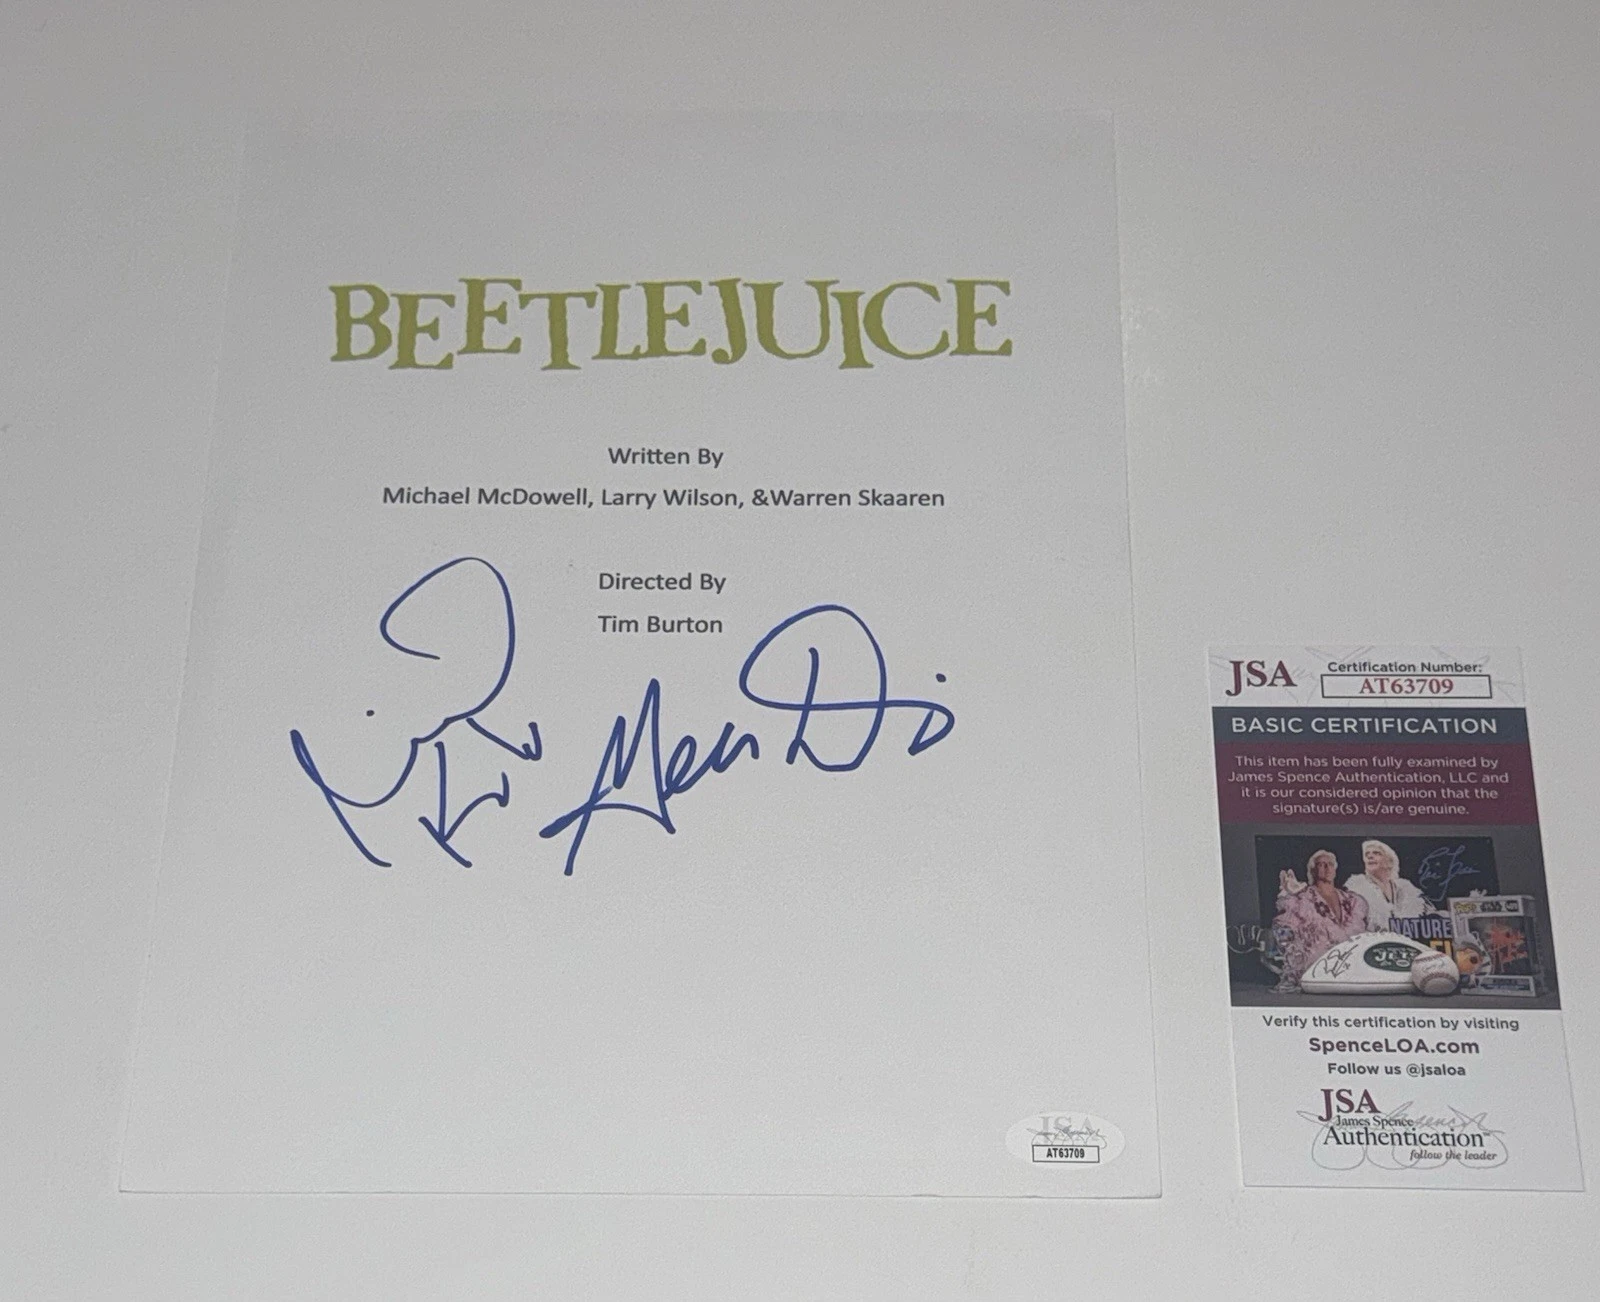 BEETLEJUICE
Written By
Michael McDowell, Larry Wilson, &Warren Skaaren
Directed By
Tim Burton
JSA
AT63709
JSA
Certification Number:
AT63709
BASIC CERTIFICATION
This item has been fully examined by
James Spence Authentication, LLC and
it is our considered opinion that the
signature(s) is/are genuine.
NATURE
JETS
Verify this certification by visiting
SpenceLOA.com
Follow us @jsaloa
JSA
James Spence
Authentication™
follow the leader